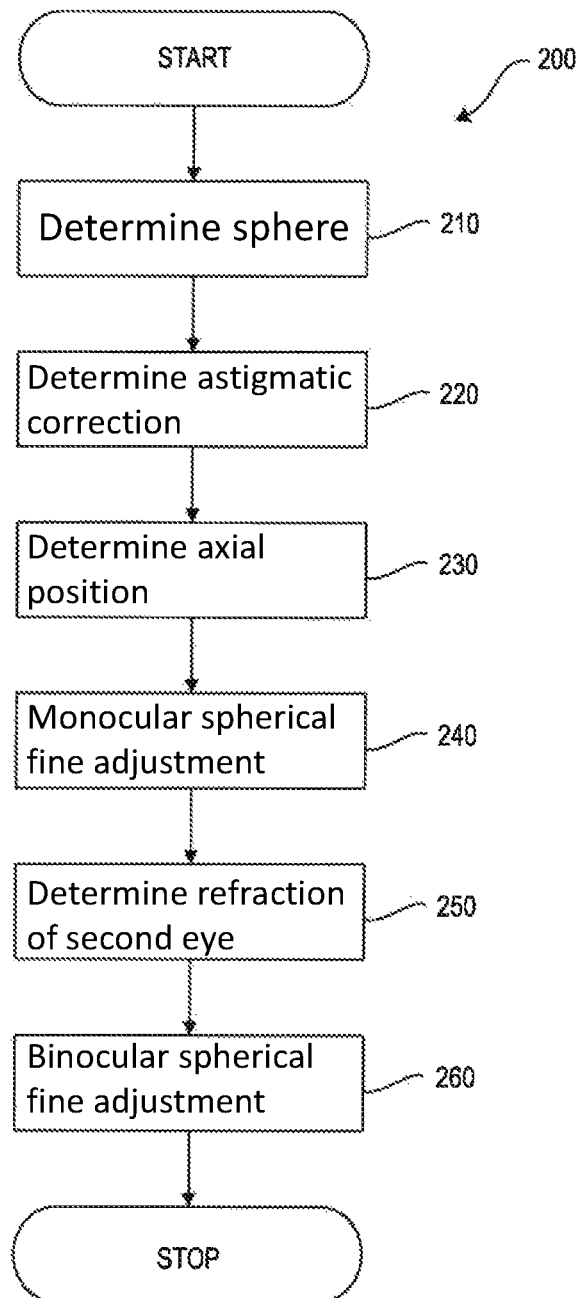 START
200
Determine sphere
210
Determine astigmatic
correction
220
Determine axial
position
230
Monocular spherical
fine adjustment
240
Determine refraction
of second eye
250
Binocular spherical
fine adjustment
260
STOP